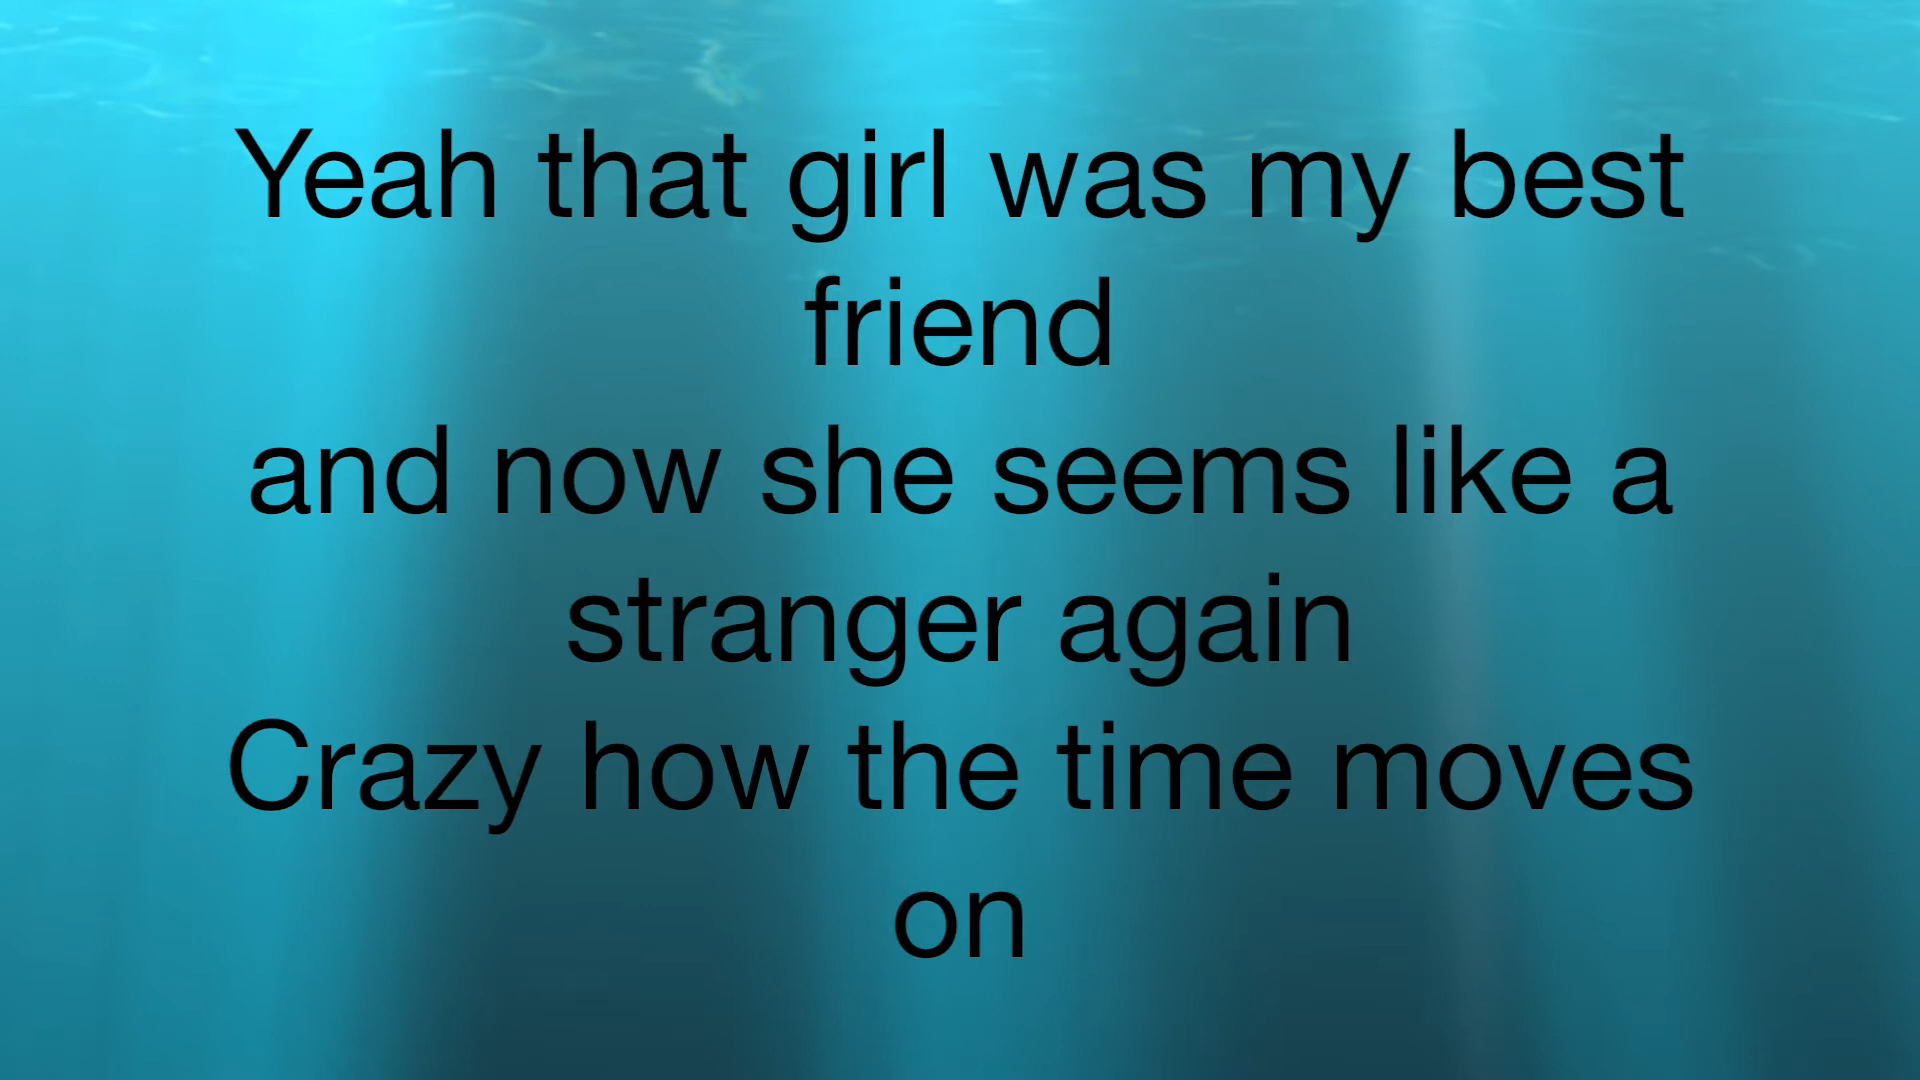 Yeah that girl was my best
friend
and now she seems like a
stranger again
Crazy how the time moves
on